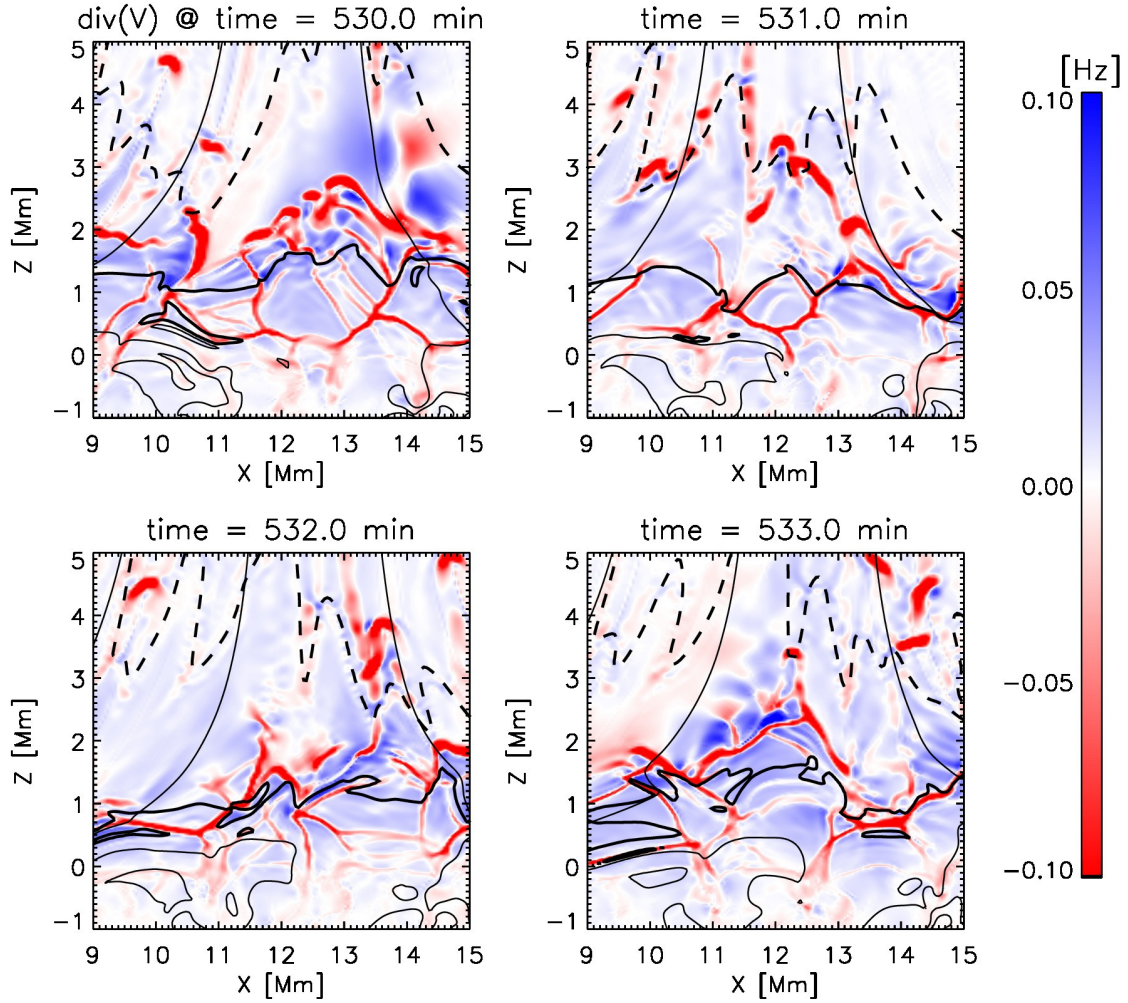 div(V) @ time = 530.0 min
time = 531.0 min
[Hz]
5
4
3
2
1
0
-1
Z [Mm]
9 10 11 12 13 14 15
X [Mm]
5
4
3
2
1
0
-1
Z [Mm]
9 10 11 12 13 14 15
X [Mm]
0.10
0.05
0.00
-0.05
-0.10
time = 532.0 min
time = 533.0 min
5
4
3
2
1
0
-1
Z [Mm]
9 10 11 12 13 14 15
X [Mm]
5
4
3
2
1
0
-1
Z [Mm]
9 10 11 12 13 14 15
X [Mm]